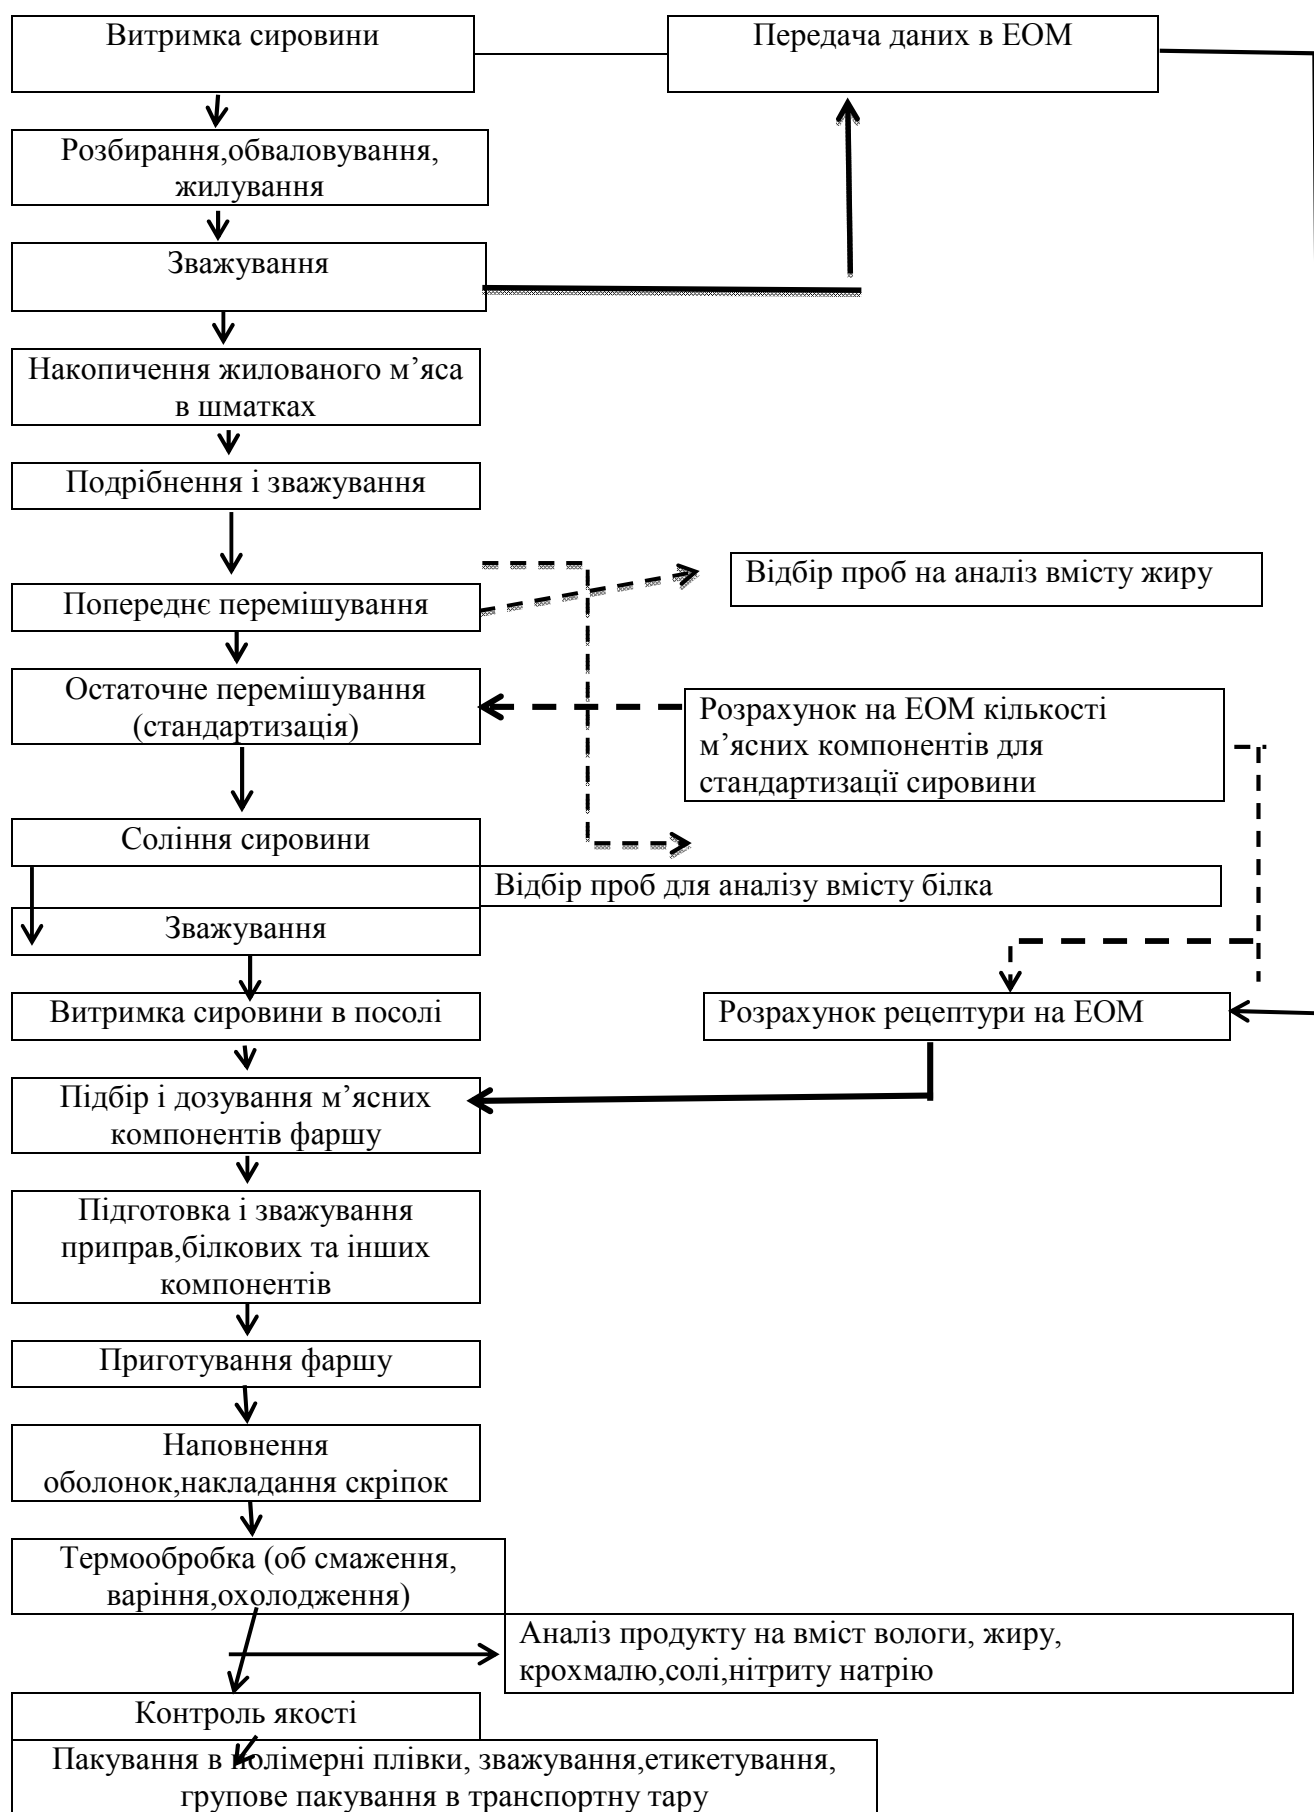 Витримка сировини
Передача даних в ЕОМ
Розбирання,обваловування,
жилування
Зважування
Накопичення жилованого м’яса
в шматках
Подрібнення і зважування
Відбір проб на аналіз вмісту жиру
Попереднє перемішування
Остаточне перемішування
(стандартизація)
Розрахунок на ЕОМ кількості
м’ясних компонентів для
стандартизації сировини
Соління сировини
Відбір проб для аналізу вмісту білка
Зважування
Витримка сировини в посолі
Розрахунок рецептури на ЕОМ
Підбір і дозування м’ясних
компонентів фаршу
Підготовка і зважування
приправ,білкових та інших
компонентів
Приготування фаршу
Наповнення
оболонок,накладання скріпок
Термообробка (об смаження,
варіння,охолодження)
Аналіз продукту на вміст вологи, жиру,
крохмалю,солі,нітриту натрію
Контроль якості
Пакування в полімерні плівки, зважування,етикетування,
групове пакування в транспортну тару